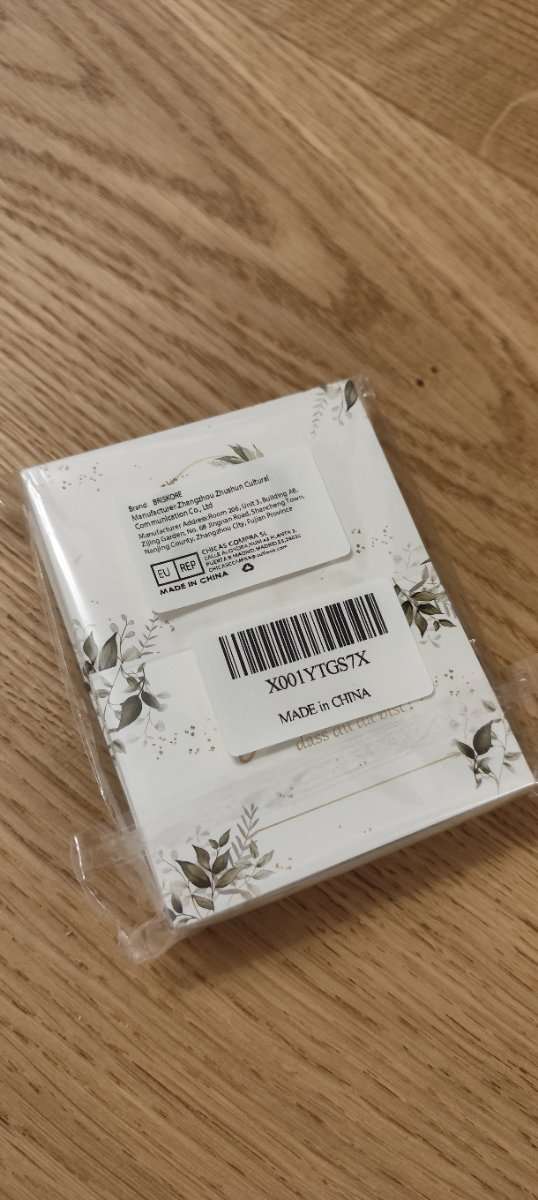 Brand: BRISKORE
Manufacturer:Zhengzhou Zhushun Cultural
Communication Co., Ltd
Manufacturer Address:Room 206, Unit 3, Building A8,
Zijing Garden, No. 68 Jingnan Road, Shancheng Town,
Nanjing County, Zhangzhou City, Fujian Province
EU REP
CHICAS COMPRA SL
MADE IN CHINA
X001YTGS7X
MADE in CHINA
dass du da bist!